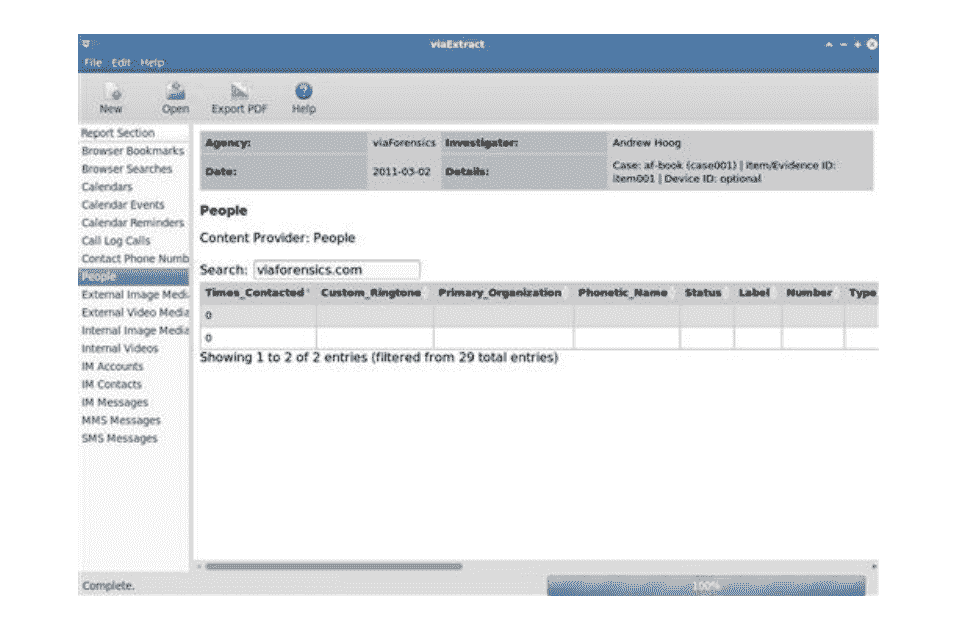 viaExtract
File Edit Help
New Open Export PDF Help
Report Section
Browser Bookmarks
Browser Searches
Calendars
Calendar Events
Calendar Reminders
Call Log Calls
Contact Phone Numb
People
External Image Medi
External Video Media
Internal Image Media
Internal Videos
IM Accounts
IM Contacts
IM Messages
MMS Messages
SMS Messages
Agency: viaForensics Investigator: Andrew Hoog
Date: 2011-03-02 Details: Case: af-book (case001) | Item/Evidence ID:
item001 | Device ID: optional
People
Content Provider: People
Search: viaforensics.com
Times_Contacted Custom_Ringtone Primary_Organization Phonetic_Name Status Label Number Type
0
0
Showing 1 to 2 of 2 entries (filtered from 29 total entries)
Complete. 100%